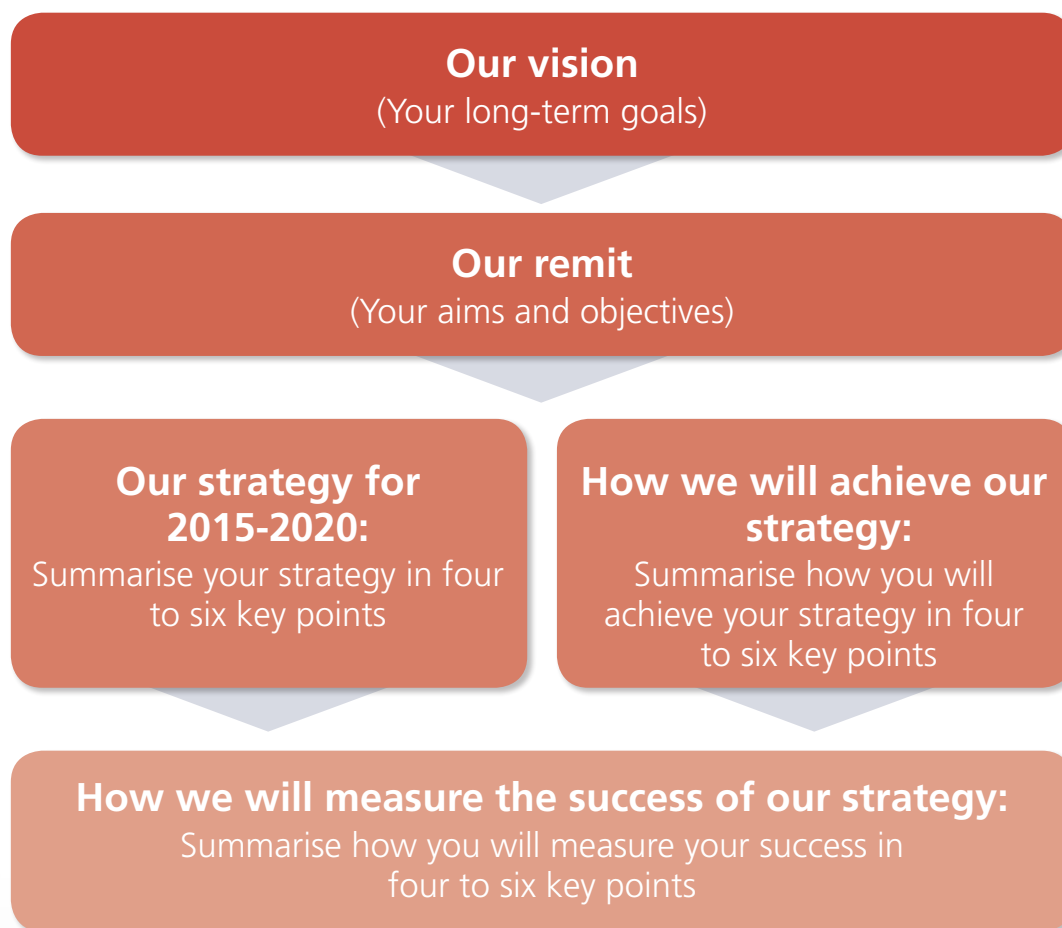 Our vision
(Your long-term goals)
Our remit
(Your aims and objectives)
Our strategy for
2015-2020:
Summarise your strategy in four
to six key points
How we will achieve our
strategy:
Summarise how you will
achieve your strategy in four
to six key points
How we will measure the success of our strategy:
Summarise how you will measure your success in
four to six key points